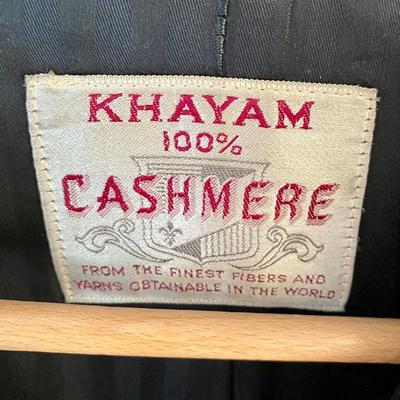 KHAYAM
100%
CASHMERE
FROM THE FINEST FIBERS AND
YARNS OBTAINABLE IN THE WORLD